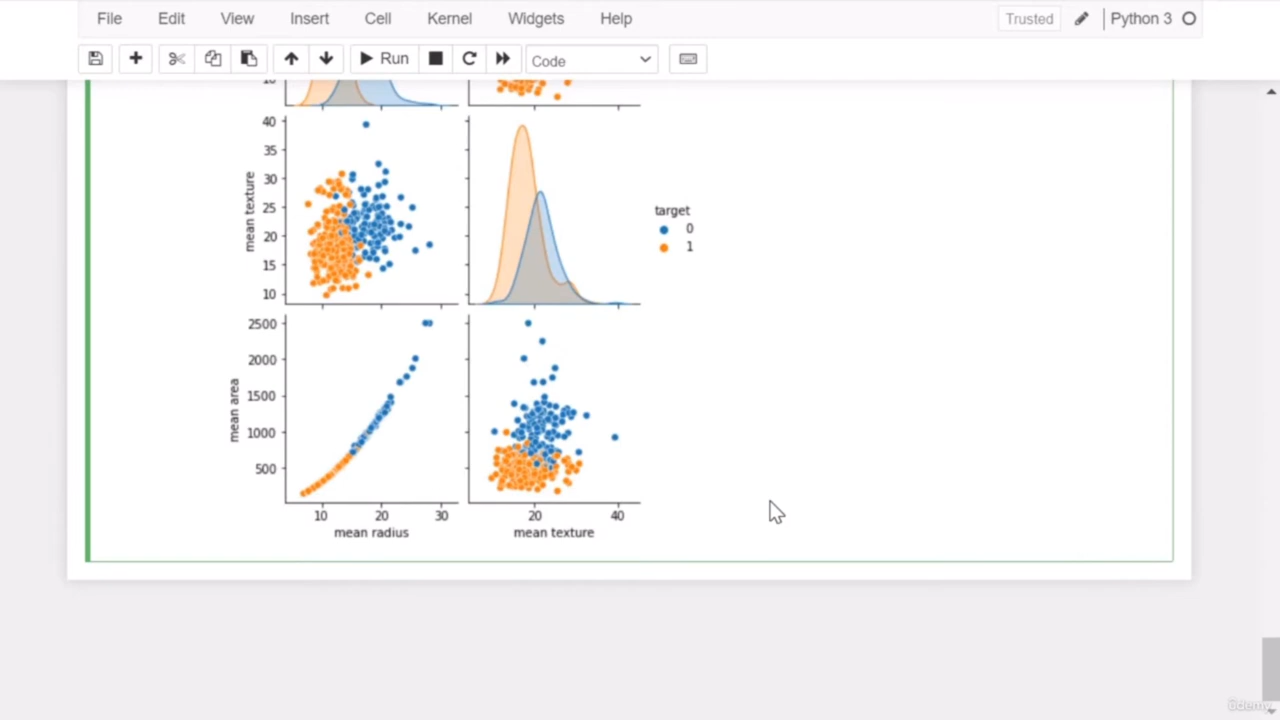 File Edit View Insert Cell Kernel Widgets Help Trusted Python 3
Run Code
10
40
35
30
25
20
15
10
mean texture
target
0
1
2500
2000
1500
1000
500
mean area
10 20 30 20 40
mean radius mean texture
ûdemy